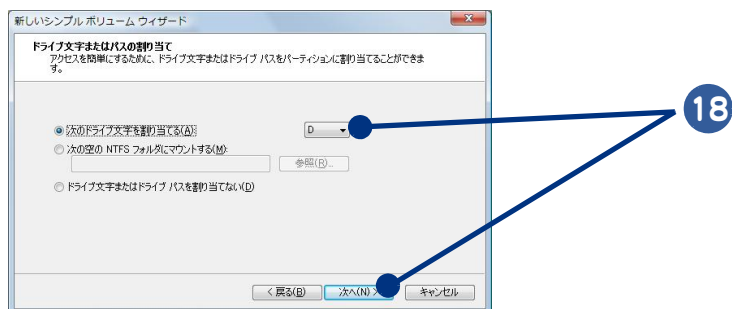 新しいシンプル ボリューム ウィザード
ドライブ文字またはパスの割り当て
アクセスを簡単にするために、ドライブ文字またはドライブ パスをパーティションに割り当てることができま
す。
次のドライブ文字を割り当てる(A): D
次の空の NTFS フォルダにマウントする(M):
参照(R)...
ドライブ文字またはドライブ パスを割り当てない(D)
18
< 戻る(B) 次へ(N) > キャンセル